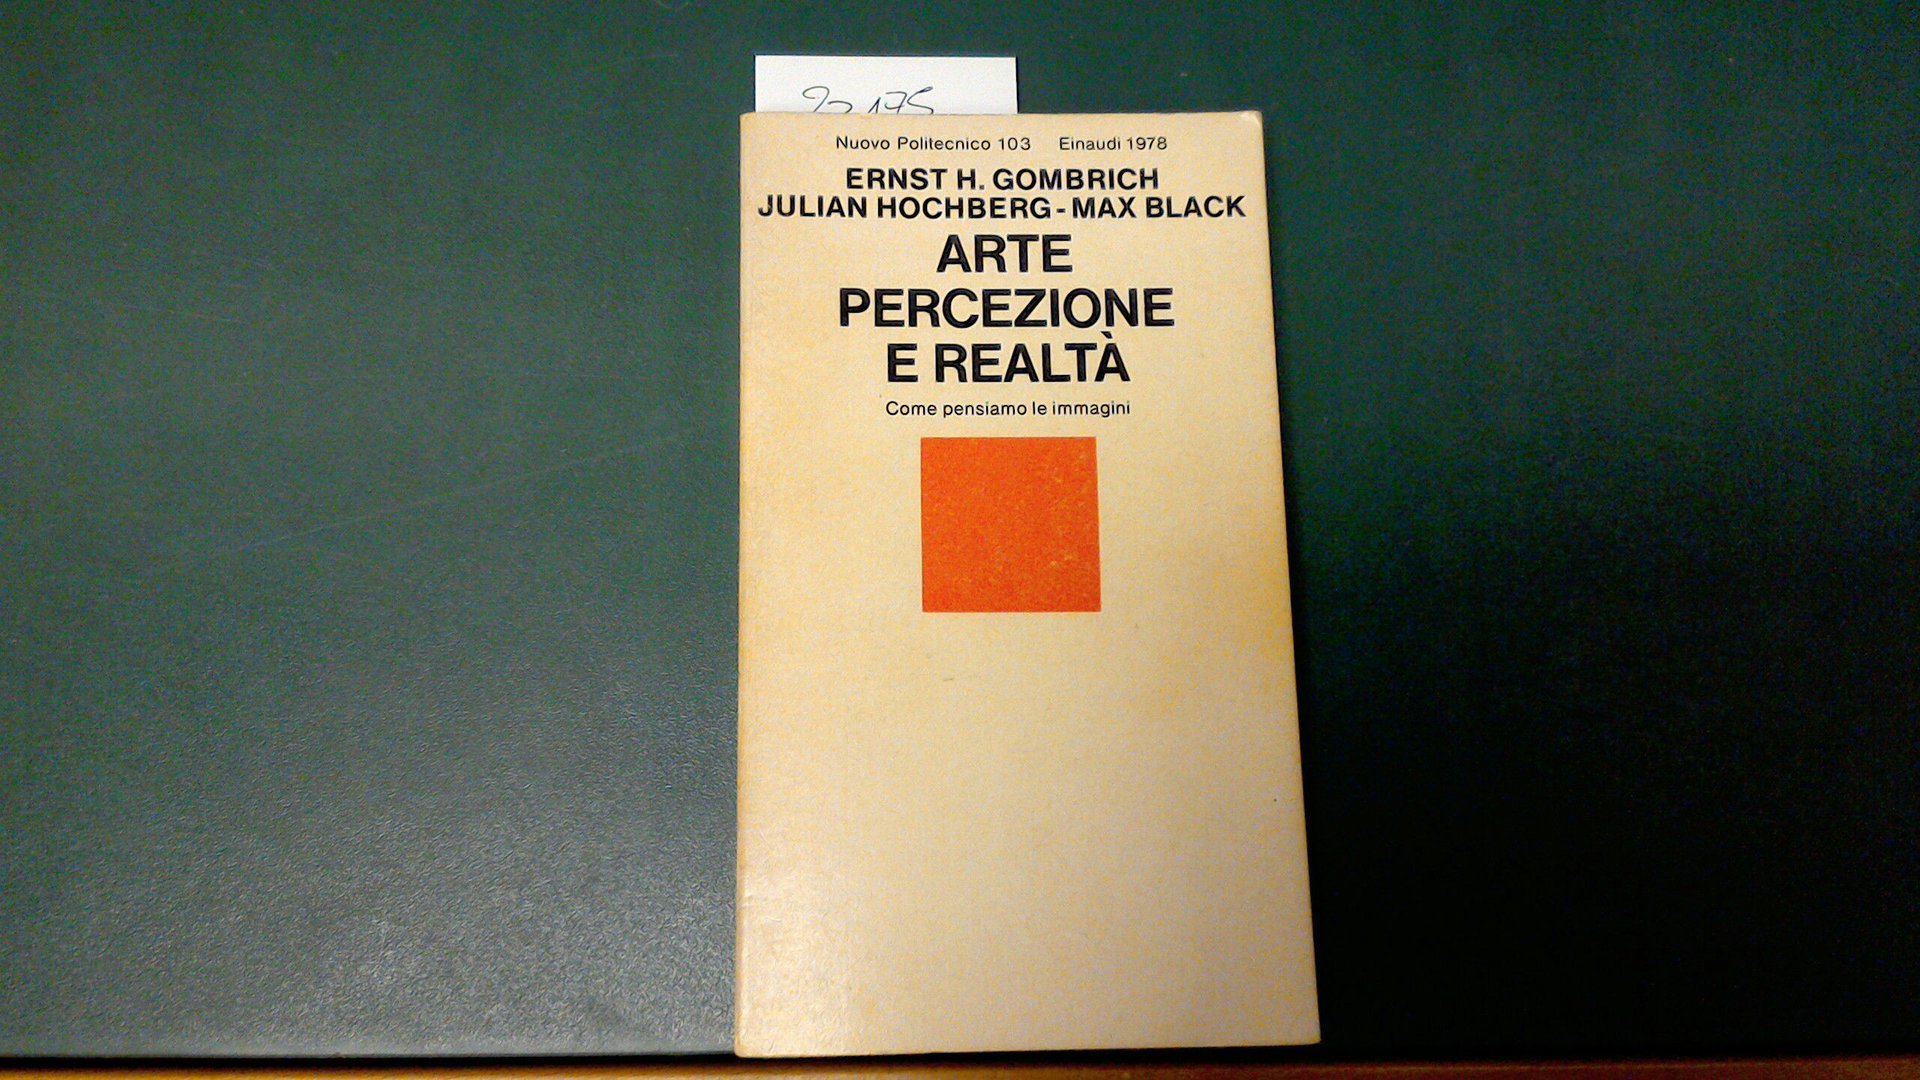 Nuovo Politecnico 103 Einaudi 1978
ERNST H. GOMBRICH
JULIAN HOCHBERG - MAX BLACK
ARTE
PERCEZIONE
E REALTÀ
Come pensiamo le immagini